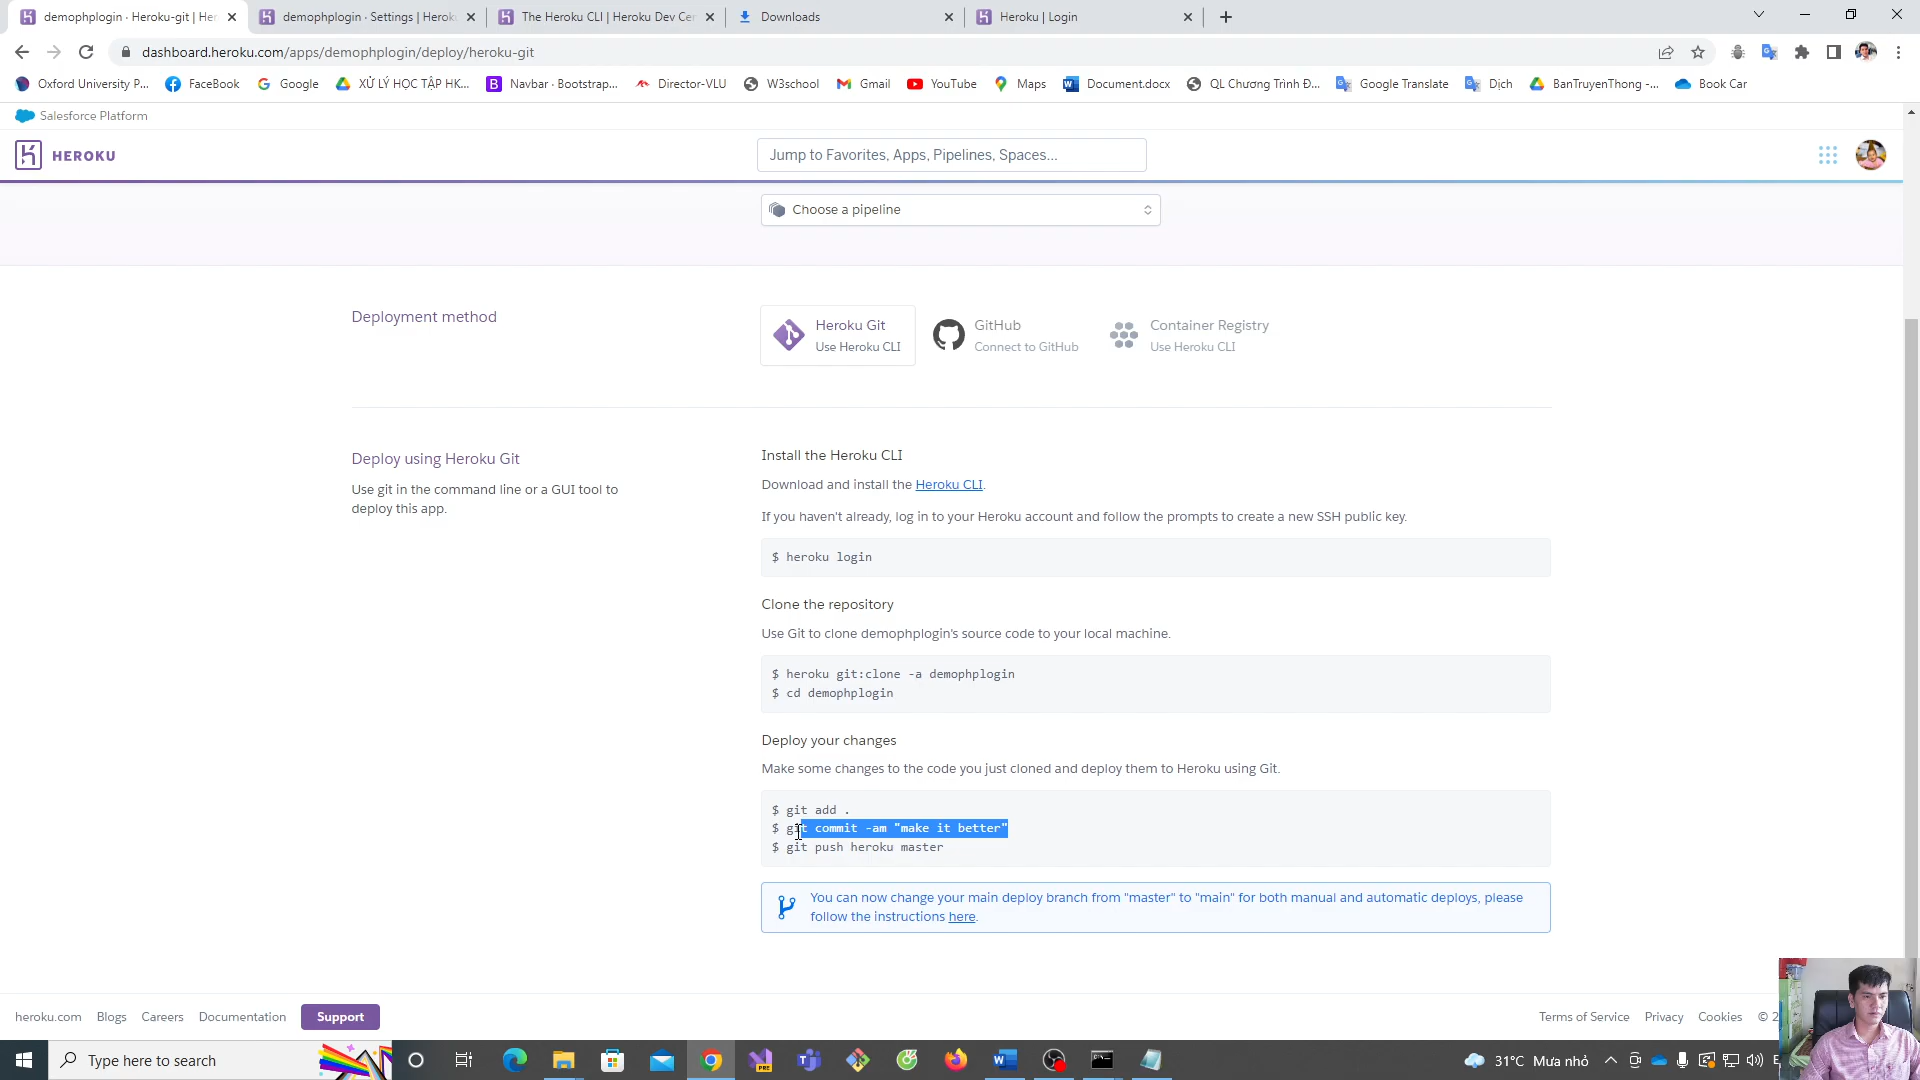 demophplogin · Heroku-git | Her
demophplogin · Settings | Heroku
The Heroku CLI | Heroku Dev Cen
Downloads
Heroku | Login
dashboard.heroku.com/apps/demophplogin/deploy/heroku-git
Oxford University P...
FaceBook
Google
XỬ LÝ HỌC TẬP HK...
Navbar · Bootstrap...
Director-VLU
W3school
Gmail
YouTube
Maps
Document.docx
QL Chương Trình Đ...
Google Translate
Dịch
BanTruyenThong -...
Book Car
Salesforce Platform
HEROKU
Jump to Favorites, Apps, Pipelines, Spaces...
Choose a pipeline
Deployment method
Heroku Git
Use Heroku CLI
GitHub
Connect to GitHub
Container Registry
Use Heroku CLI
Deploy using Heroku Git
Use git in the command line or a GUI tool to
deploy this app.
Install the Heroku CLI
Download and install the Heroku CLI.
If you haven't already, log in to your Heroku account and follow the prompts to create a new SSH public key.
$ heroku login
Clone the repository
Use Git to clone demophplogin's source code to your local machine.
$ heroku git:clone -a demophplogin
$ cd demophplogin
Deploy your changes
Make some changes to the code you just cloned and deploy them to Heroku using Git.
$ git add .
$ git commit -am "make it better"
$ git push heroku master
You can now change your main deploy branch from "master" to "main" for both manual and automatic deploys, please
follow the instructions here.
heroku.com
Blogs
Careers
Documentation
Support
Terms of Service
Privacy
Cookies
© 2
Type here to search
31°C Mưa nhỏ